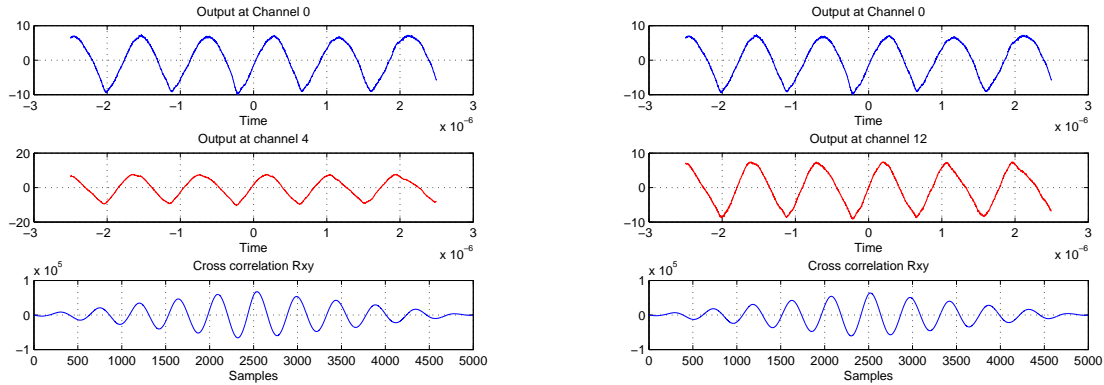 Output at Channel 0
10
0
−10
−3 −2 −1 0 1 2 3
Time
x 10−6
Output at channel 4
20
0
−20
−3 −2 −1 0 1 2 3
Time
x 10−6
x 105
Cross correlation Rxy
1
0
−1
0 500 1000 1500 2000 2500 3000 3500 4000 4500 5000
Samples
Output at Channel 0
10
0
−10
−3 −2 −1 0 1 2 3
Time
x 10−6
Output at channel 12
10
0
−10
−3 −2 −1 0 1 2 3
Time
x 10−6
x 105
Cross correlation Rxy
1
0
−1
0 500 1000 1500 2000 2500 3000 3500 4000 4500 5000
Samples